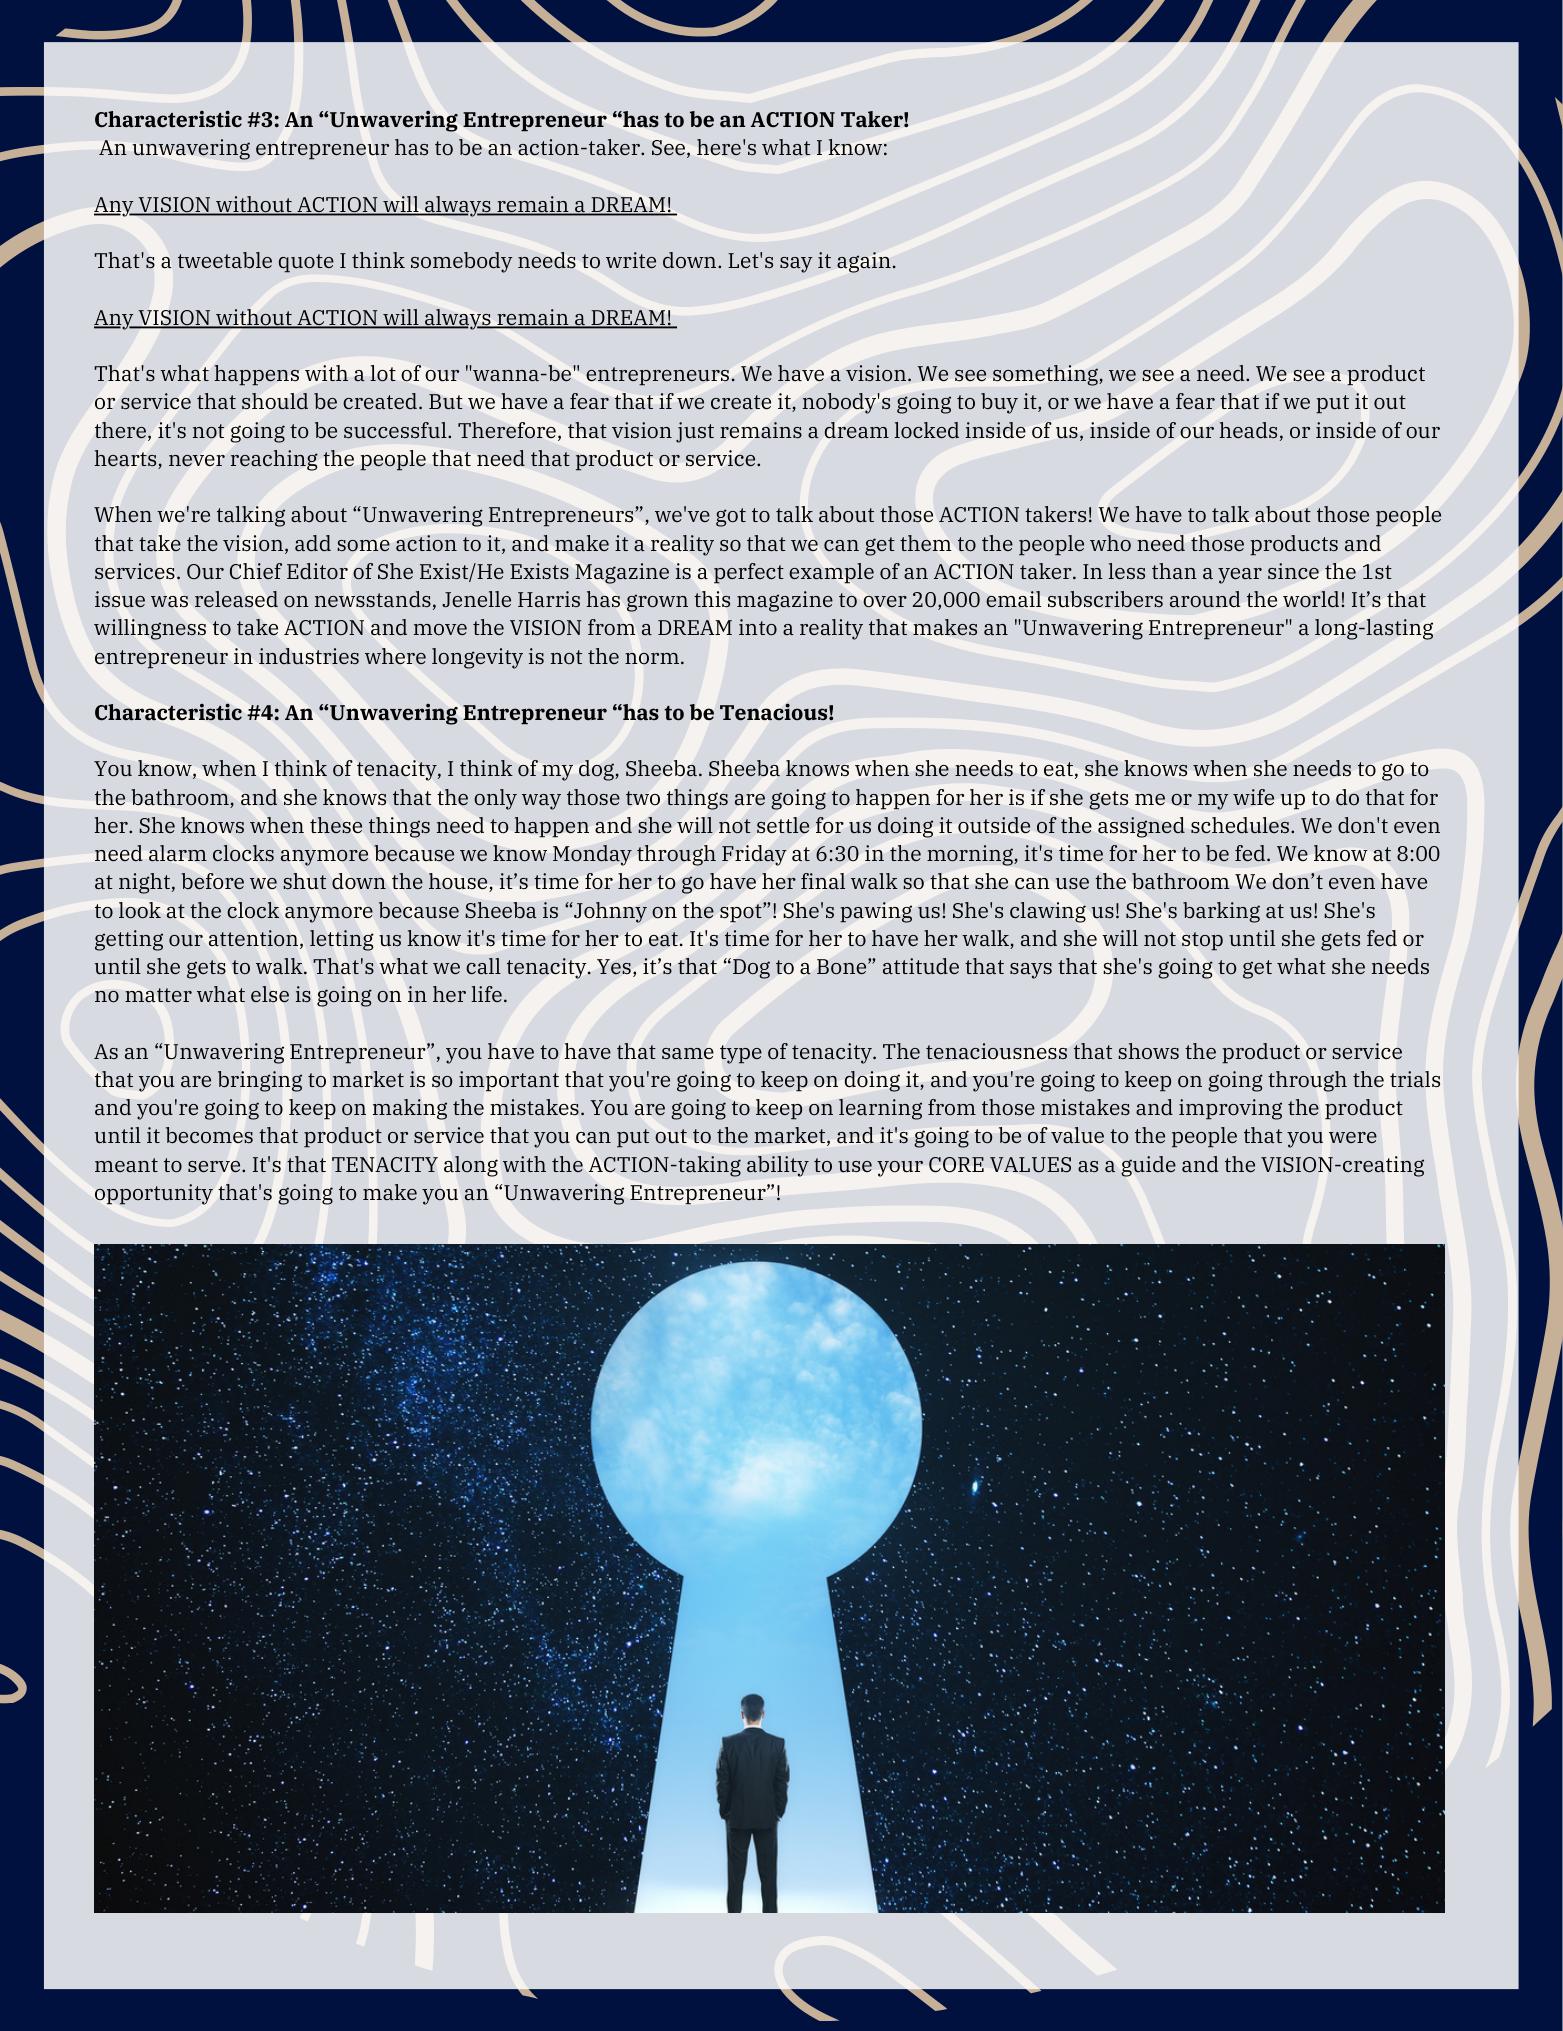 Characteristic #3: An “Unwavering Entrepreneur “has to be an ACTION Taker!
An unwavering entrepreneur has to be an action-taker. See, here's what I know:
Any VISION without ACTION will always remain a DREAM!
That's a tweetable quote I think somebody needs to write down. Let's say it again.
Any VISION without ACTION will always remain a DREAM!
That's what happens with a lot of our "wanna-be" entrepreneurs. We have a vision. We see something, we see a need. We see a product
or service that should be created. But we have a fear that if we create it, nobody's going to buy it, or we have a fear that if we put it out
there, it's not going to be successful. Therefore, that vision just remains a dream locked inside of us, inside of our heads, or inside of our
hearts, never reaching the people that need that product or service.
When we're talking about “Unwavering Entrepreneurs”, we've got to talk about those ACTION takers! We have to talk about those people
that take the vision, add some action to it, and make it a reality so that we can get them to the people who need those products and
services. Our Chief Editor of She Exist/He Exists Magazine is a perfect example of an ACTION taker. In less than a year since the 1st
issue was released on newsstands, Jenelle Harris has grown this magazine to over 20,000 email subscribers around the world! It’s that
willingness to take ACTION and move the VISION from a DREAM into a reality that makes an "Unwavering Entrepreneur" a long-lasting
entrepreneur in industries where longevity is not the norm.
Characteristic #4: An “Unwavering Entrepreneur “has to be Tenacious!
You know, when I think of tenacity, I think of my dog, Sheeba. Sheeba knows when she needs to eat, she knows when she needs to go to
the bathroom, and she knows that the only way those two things are going to happen for her is if she gets me or my wife up to do that for
her. She knows when these things need to happen and she will not settle for us doing it outside of the assigned schedules. We don't even
need alarm clocks anymore because we know Monday through Friday at 6:30 in the morning, it's time for her to be fed. We know at 8:00
at night, before we shut down the house, it’s time for her to go have her final walk so that she can use the bathroom We don’t even have
to look at the clock anymore because Sheeba is “Johnny on the spot”! She's pawing us! She's clawing us! She's barking at us! She's
getting our attention, letting us know it's time for her to eat. It's time for her to have her walk, and she will not stop until she gets fed or
until she gets to walk. That's what we call tenacity. Yes, it’s that “Dog to a Bone” attitude that says that she's going to get what she needs
no matter what else is going on in her life.
As an “Unwavering Entrepreneur”, you have to have that same type of tenacity. The tenaciousness that shows the product or service
that you are bringing to market is so important that you're going to keep on doing it, and you're going to keep on going through the trials
and you're going to keep on making the mistakes. You are going to keep on learning from those mistakes and improving the product
until it becomes that product or service that you can put out to the market, and it's going to be of value to the people that you were
meant to serve. It's that TENACITY along with the ACTION-taking ability to use your CORE VALUES as a guide and the VISION-creating
opportunity that's going to make you an “Unwavering Entrepreneur”!